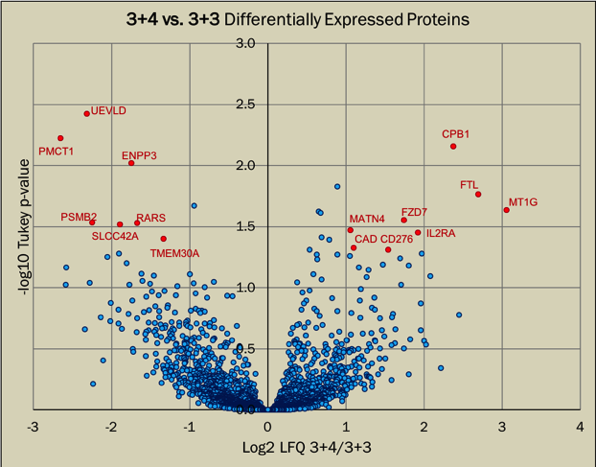 3+4 vs. 3+3 Differentially Expressed Proteins
3.0
2.5
2.0
1.5
1.0
0.5
0.0
-log10 Tukey p-value
UEVLD
PMCT1
ENPP3
PSMB2
RARS
SLCC42A
TMEM30A
CPB1
FTL
MT1G
FZD7
MATN4
IL2RA
CAD CD276
-3 -2 -1 0 1 2 3 4
Log2 LFQ 3+4/3+3